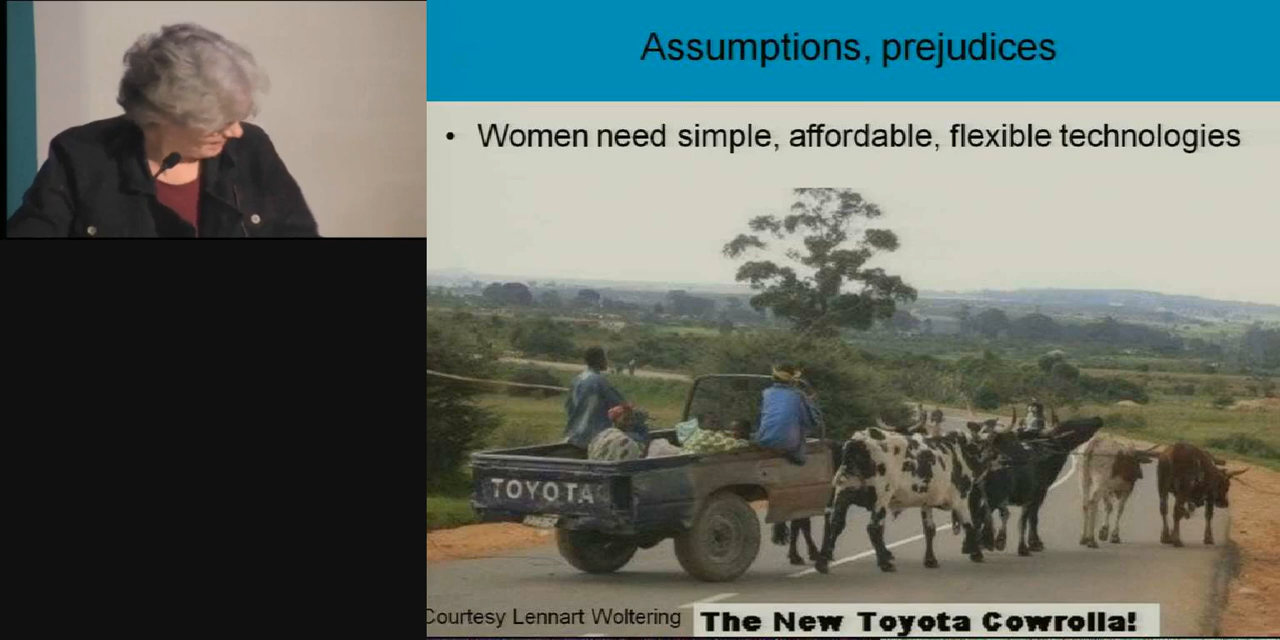 Assumptions, prejudices
• Women need simple, affordable, flexible technologies
TOYOTA
Courtesy Lennart Woltering
The New Toyota Cowrolla!